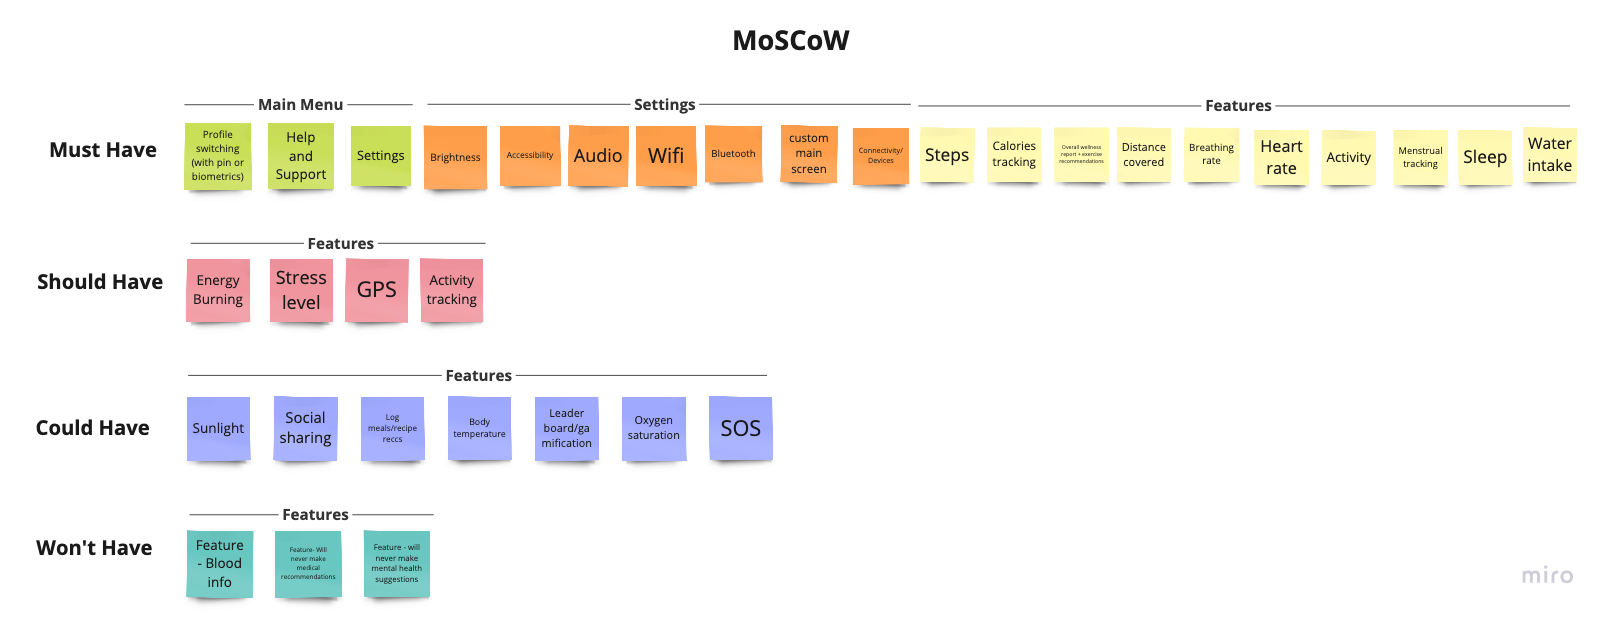 MoSCoW
Main Menu
Settings
Features
Must Have
Profile
switching
(with pin or
biometrics)
Help
and
Support
Settings
Brightness
Accessibility
Audio
Wifi
Bluetooth
custom
main
screen
Connectivity/
Devices
Steps
Calories
tracking
Overall wellness
report + exercise
recommendations
Distance
covered
Breathing
rate
Heart
rate
Activity
Menstrual
tracking
Sleep
Water
intake
Features
Should Have
Energy
Burning
Stress
level
GPS
Activity
tracking
Features
Could Have
Sunlight
Social
sharing
Log
meals/recipe
reccs
Body
temperature
Leader
board/ga
mification
Oxygen
saturation
SOS
Features
Won't Have
Feature
- Blood
info
Feature- Will
never make
medical
recommendations
Feature - will
never make
mental health
suggestions
miro